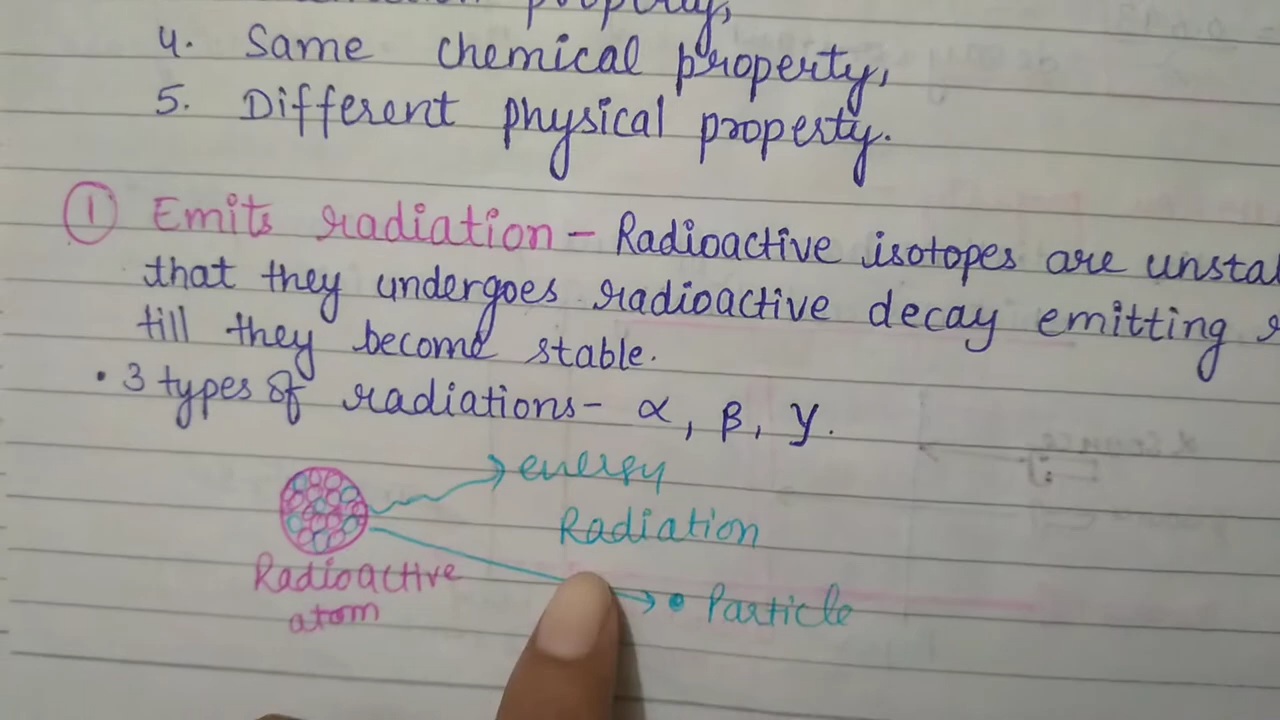 property,
4. Same chemical property,
5. Different physical property.
① Emits radiation – Radioactive isotopes are
that they undergoes radioactive decay emitting
till they become stable.
• 3 types of radiations – α, β, γ.
energy
Radiation
Particle
Radioactive
atom